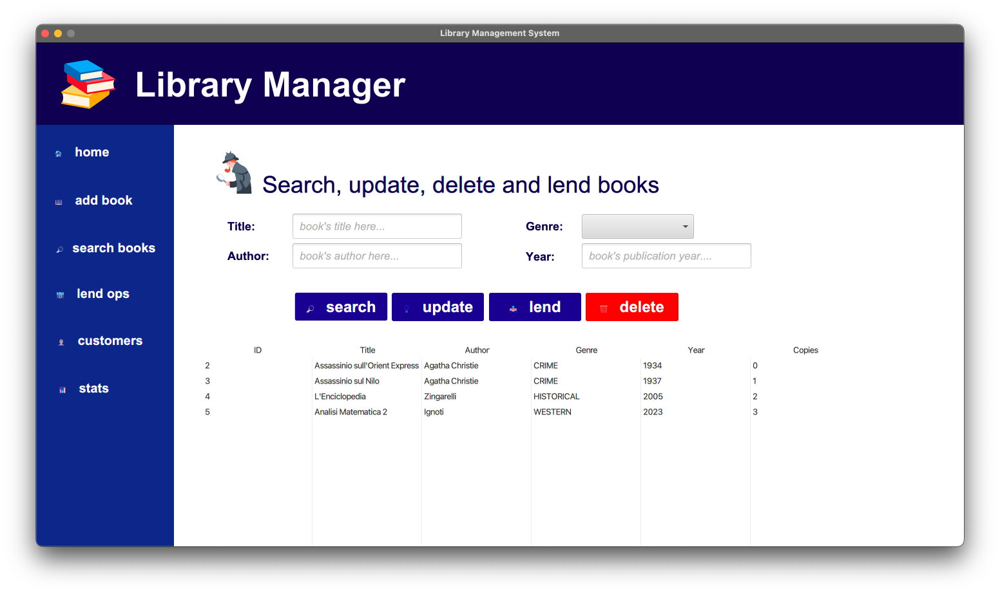 Library Management System
Library Manager
home
add book
search books
lend ops
customers
stats
Search, update, delete and lend books
Title: book's title here... Genre:
Author: book's author here... Year: book's publication year....
search update lend delete
ID Title Author Genre Year Copies
2 Assassinio sull'Orient Express Agatha Christie CRIME 1934 0
3 Assassinio sul Nilo Agatha Christie CRIME 1937 1
4 L'Enciclopedia Zingarelli HISTORICAL 2005 2
5 Analisi Matematica 2 Ignoti WESTERN 2023 3